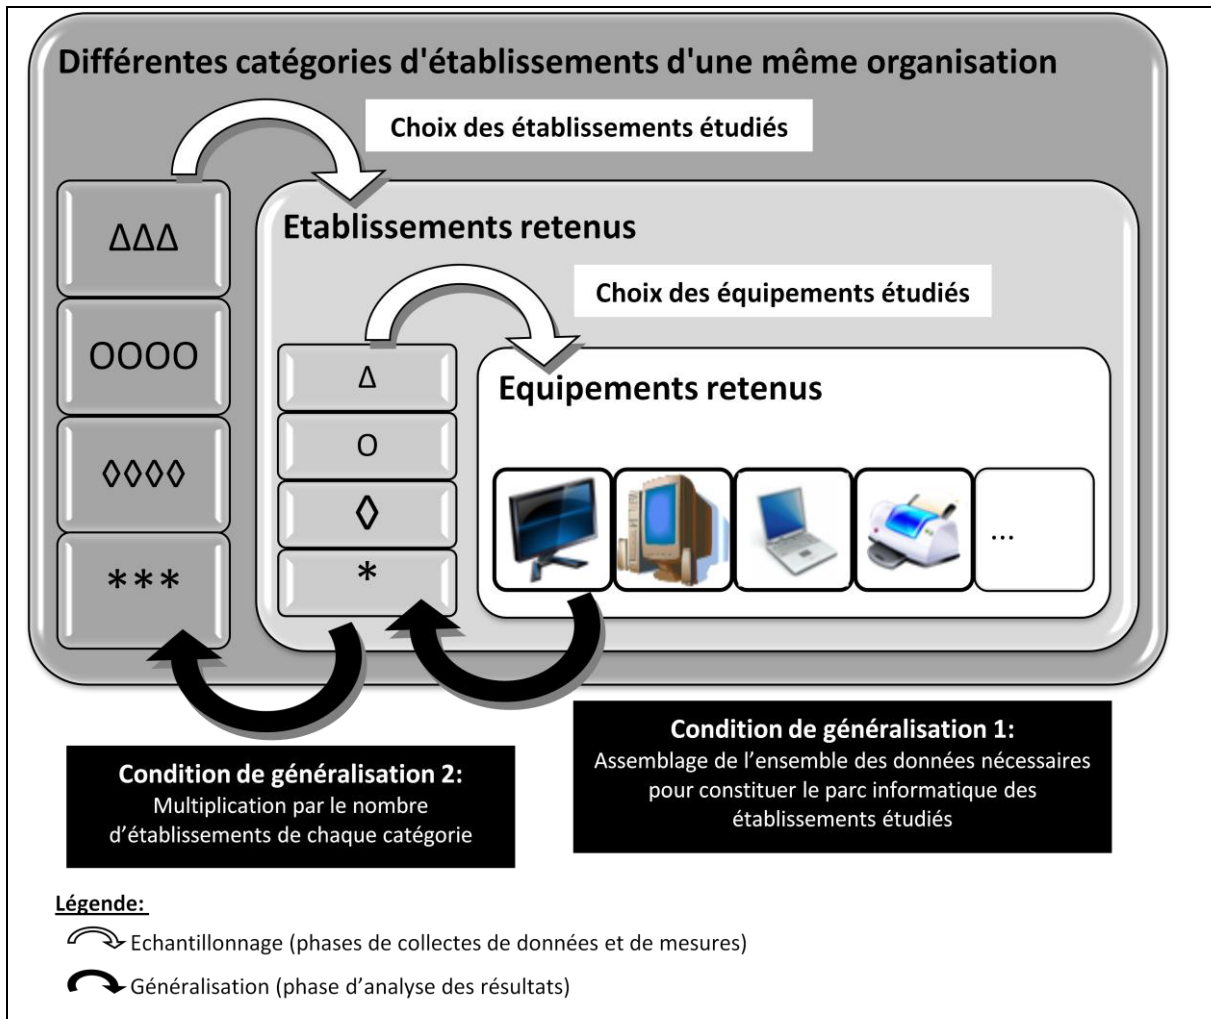 Différentes catégories d'établissements d'une même organisation
Choix des établissements étudiés
ΔΔΔ
OOOO
◊◊◊◊
***
Etablissements retenus
Choix des équipements étudiés
Δ
O
◊
*
Equipements retenus
...
Condition de généralisation 1:
Assemblage de l’ensemble des données nécessaires
pour constituer le parc informatique des
établissements étudiés
Condition de généralisation 2:
Multiplication par le nombre
d’établissements de chaque catégorie
Légende:
Echantillonnage (phases de collectes de données et de mesures)
Généralisation (phase d’analyse des résultats)